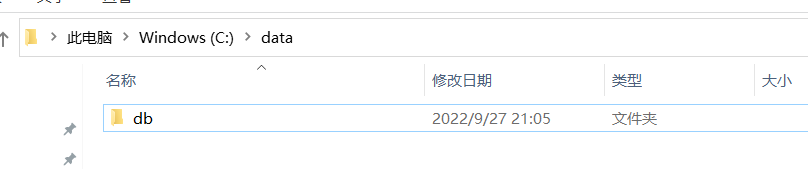 此电脑 > Windows (C:) > data
名称 修改日期 类型 大小
db 2022/9/27 21:05 文件夹